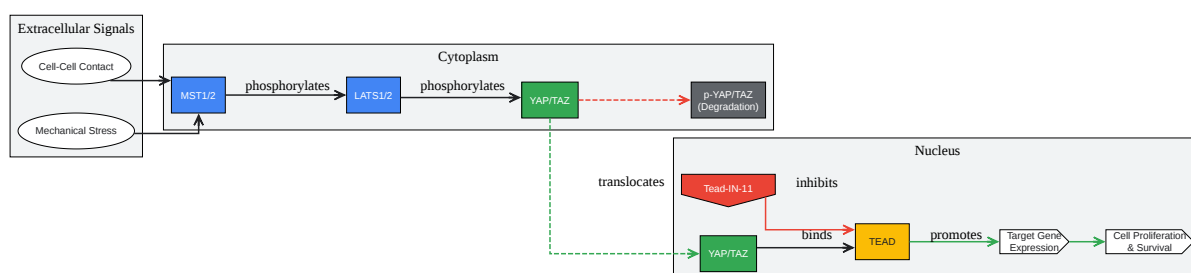 Extracellular Signals
Cell-Cell Contact
Mechanical Stress
Cytoplasm
MST1/2
phosphorylates
LATS1/2
phosphorylates
YAP/TAZ
p-YAP/TAZ
(Degradation)
translocates
Nucleus
Tead-IN-11
inhibits
YAP/TAZ
binds
TEAD
promotes
Target Gene
Expression
Cell Proliferation
& Survival